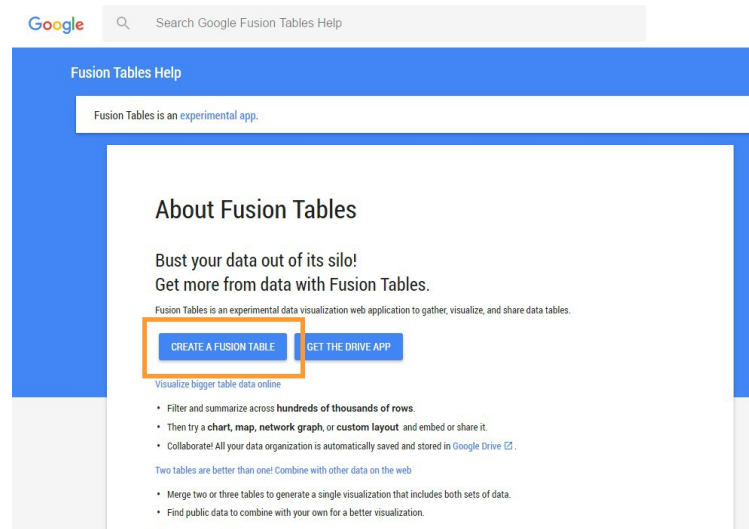 Google Search Google Fusion Tables Help
Fusion Tables Help
Fusion Tables is an experimental app.
About Fusion Tables
Bust your data out of its silo!
Get more from data with Fusion Tables.
Fusion Tables is an experimental data visualization web application to gather, visualize, and share data tables.
CREATE A FUSION TABLE GET THE DRIVE APP
Visualize bigger table data online
• Filter and summarize across hundreds of thousands of rows.
• Then try a chart, map, network graph, or custom layout and embed or share it.
• Collaborate! All your data organization is automatically saved and stored in Google Drive.
Two tables are better than one! Combine with other data on the web
• Merge two or three tables to generate a single visualization that includes both sets of data.
• Find public data to combine with your own for a better visualization.